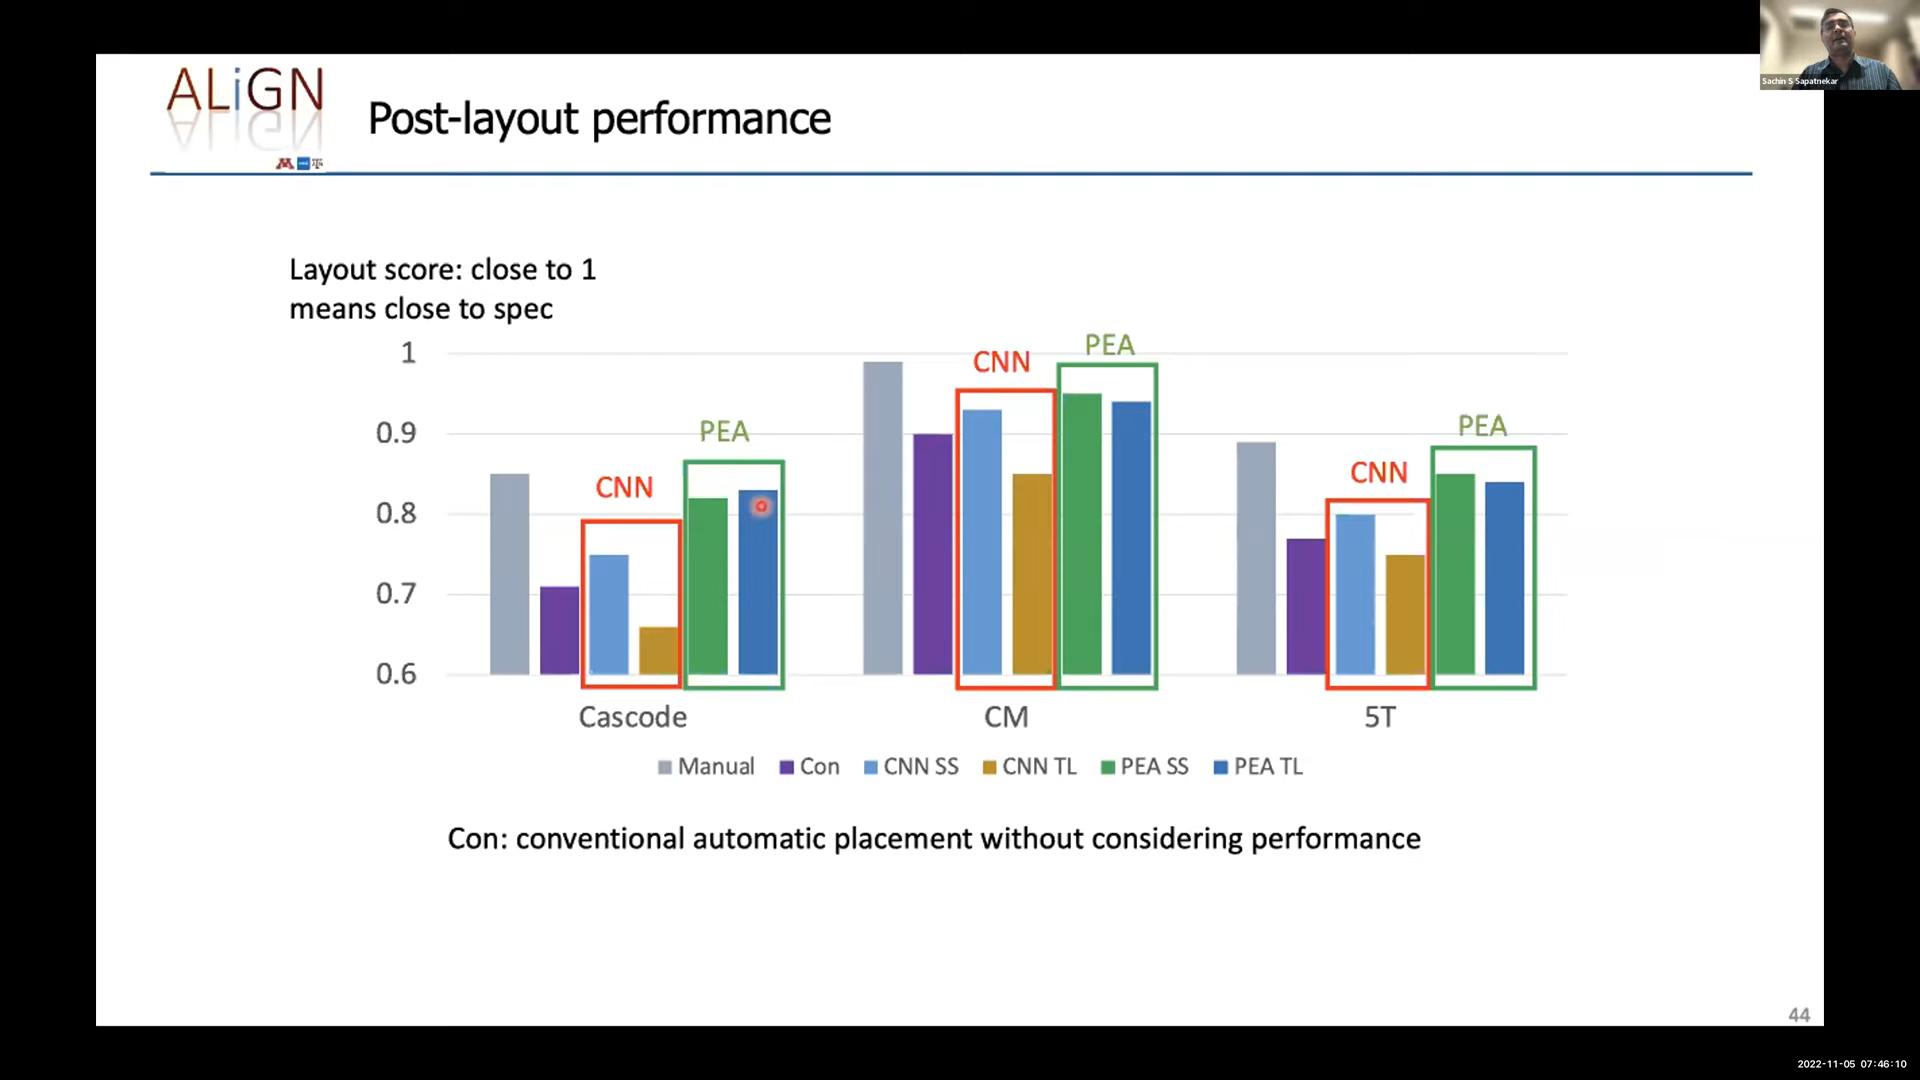 Sachin S Sapatnekar
ALiGN
Post-layout performance
Layout score: close to 1
means close to spec
1
0.9
0.8
0.7
0.6
CNN
PEA
CNN
PEA
CNN
PEA
Cascode
CM
5T
Manual
Con
CNN SS
CNN TL
PEA SS
PEA TL
Con: conventional automatic placement without considering performance
44
2022-11-05 07:46:10